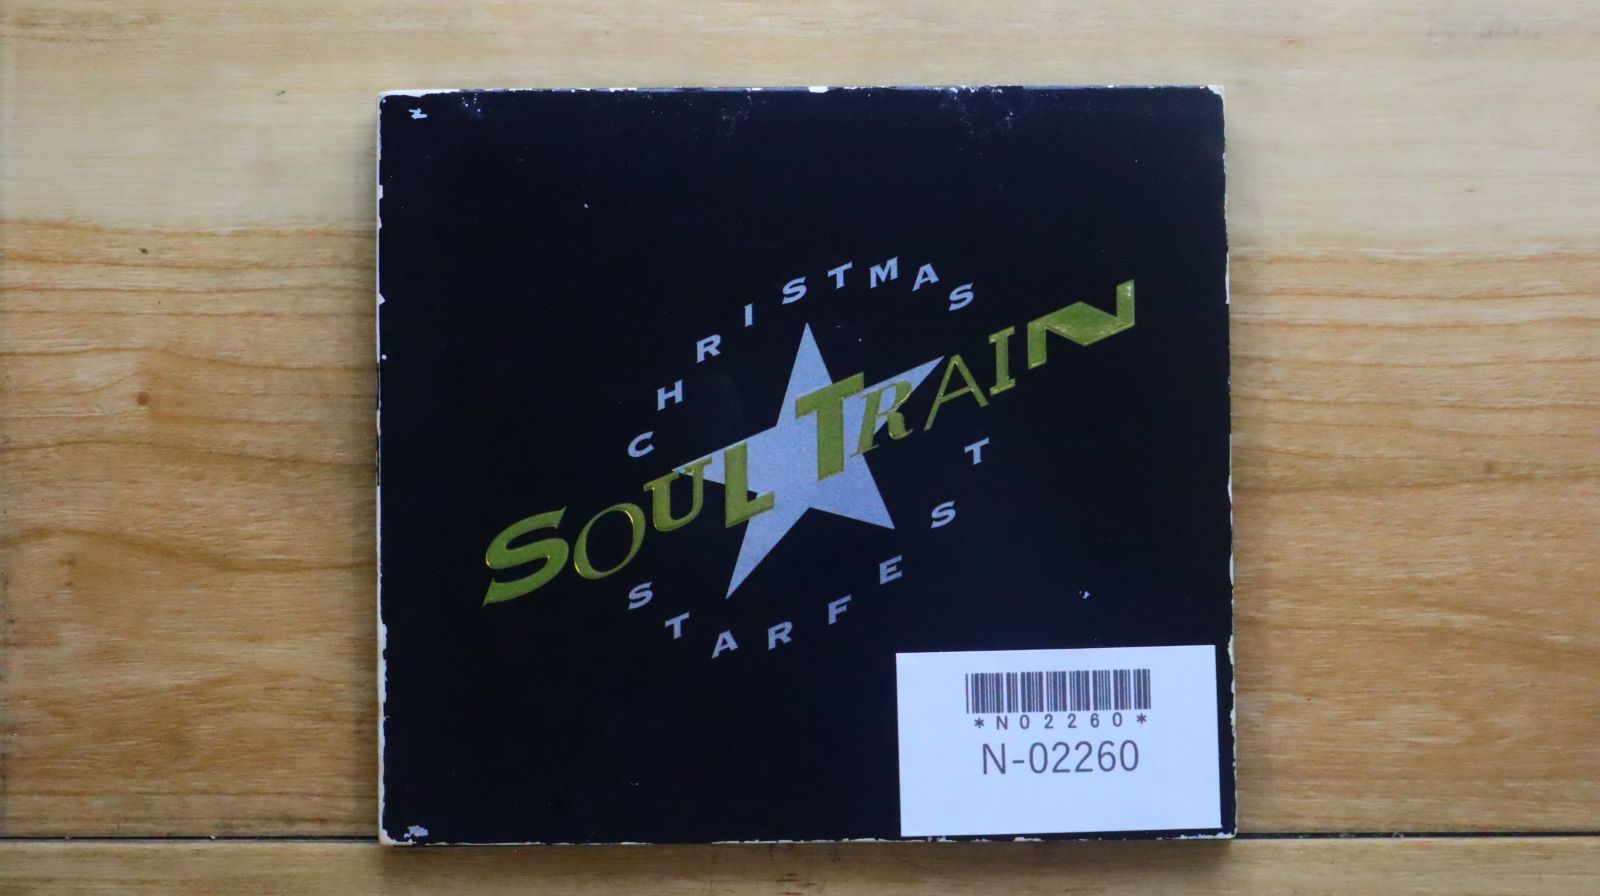 CHRISTMAS
SOUL TRAIN
STARFEST
*N02260*
N-02260